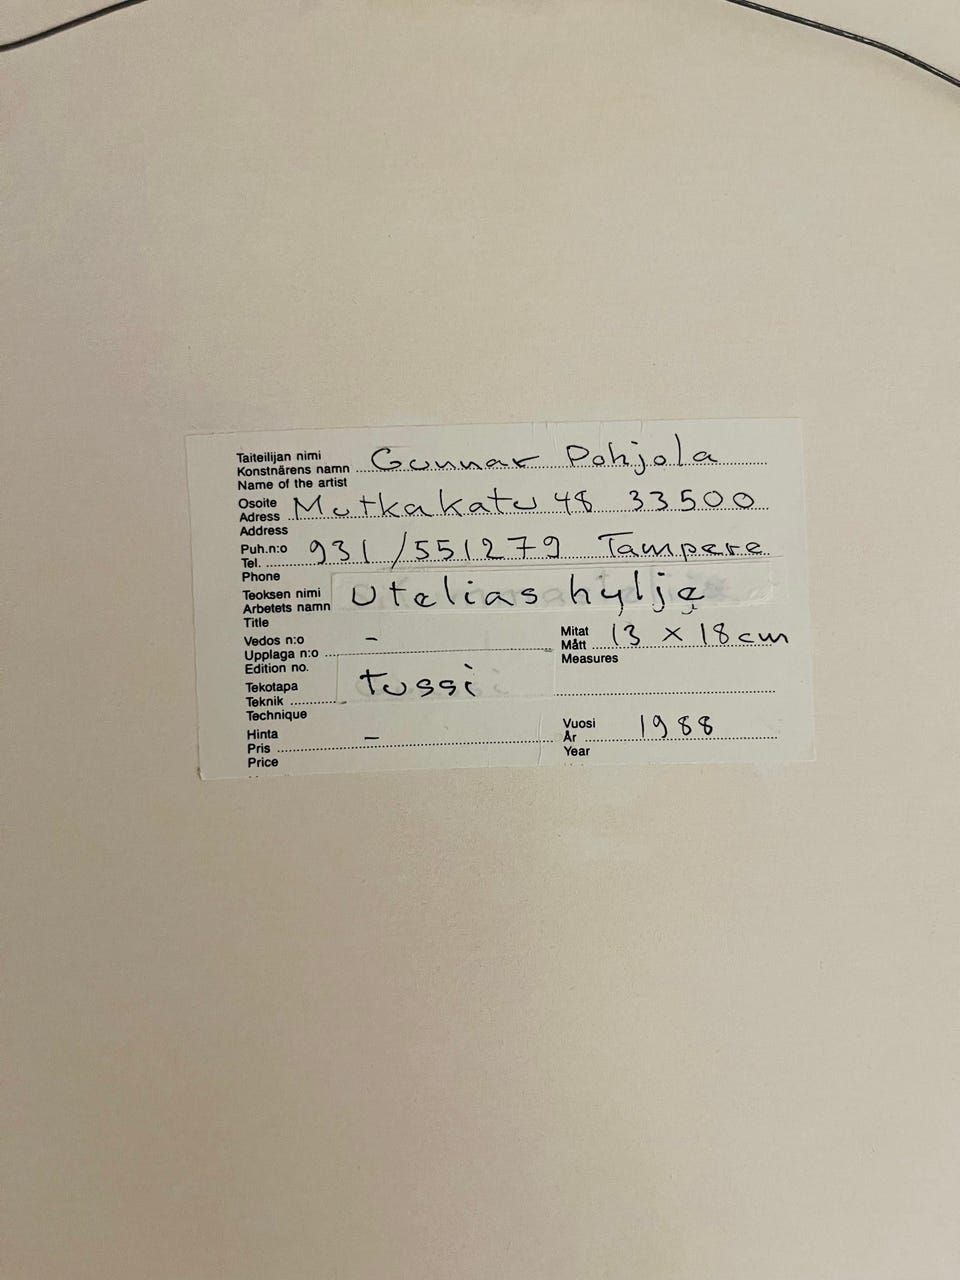 Taiteilijan nimi
Konstnärens namn Gunnar Pohjola
Name of the artist
Osoite
Adress Mutkakatu 48 33500
Address
Puh.n:o 931/551279 Tampere
Tel.
Phone
Teoksen nimi Utelias hylje
Arbetets namn
Title
Vedos n:o -
Upplaga n:o
Edition no.
Mitat 13 x 18 cm
Mått
Measures
Tekotapa tussi
Teknik
Technique
Hinta -
Pris
Price
Vuosi 1988
År
Year